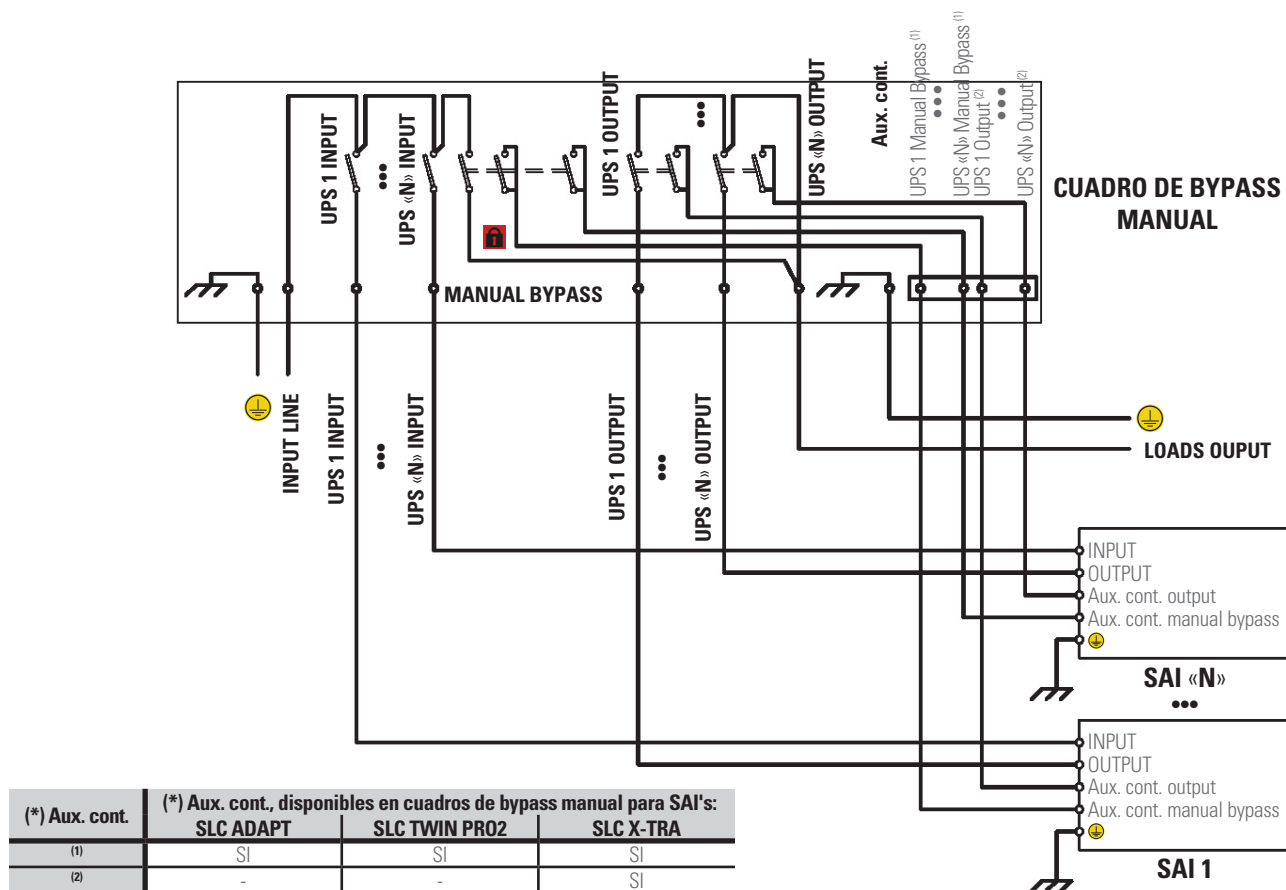 UPS 1 INPUT
•••
UPS «N» INPUT
UPS 1 OUTPUT
•••
UPS «N» OUTPUT
Aux. cont.
UPS 1 Manual Bypass (1)
•••
UPS «N» Manual Bypass (1)
UPS 1 Output (2)
•••
UPS «N» Output (2)
CUADRO DE BYPASS
MANUAL
MANUAL BYPASS
INPUT LINE
UPS 1 INPUT
•••
UPS «N» INPUT
UPS 1 OUTPUT
•••
UPS «N» OUTPUT
LOADS OUPUT
INPUT
OUTPUT
Aux. cont. output
Aux. cont. manual bypass
SAI «N»
•••
INPUT
OUTPUT
Aux. cont. output
Aux. cont. manual bypass
SAI 1
(*) Aux. cont.
(*) Aux. cont., disponibles en cuadros de bypass manual para SAI's:
SLC ADAPT SLC TWIN PRO2 SLC X-TRA
(1) SI SI SI
(2) - - SI